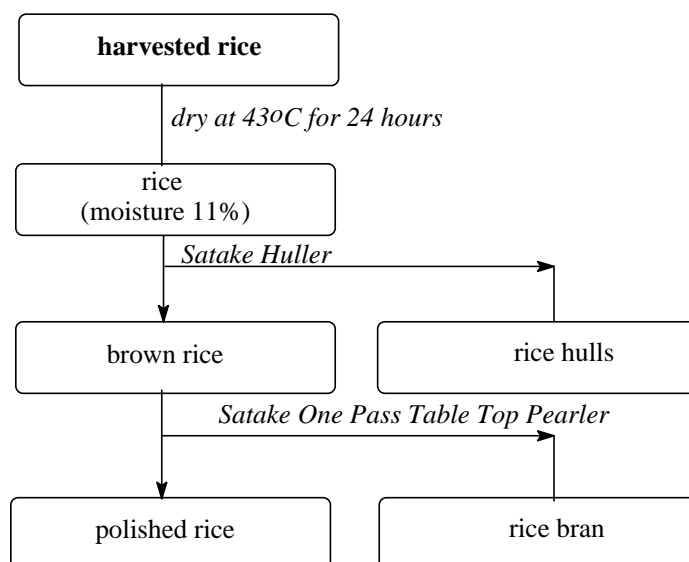 harvested rice
dry at 43oC for 24 hours
rice
(moisture 11%)
Satake Huller
brown rice
rice hulls
Satake One Pass Table Top Pearler
polished rice
rice bran